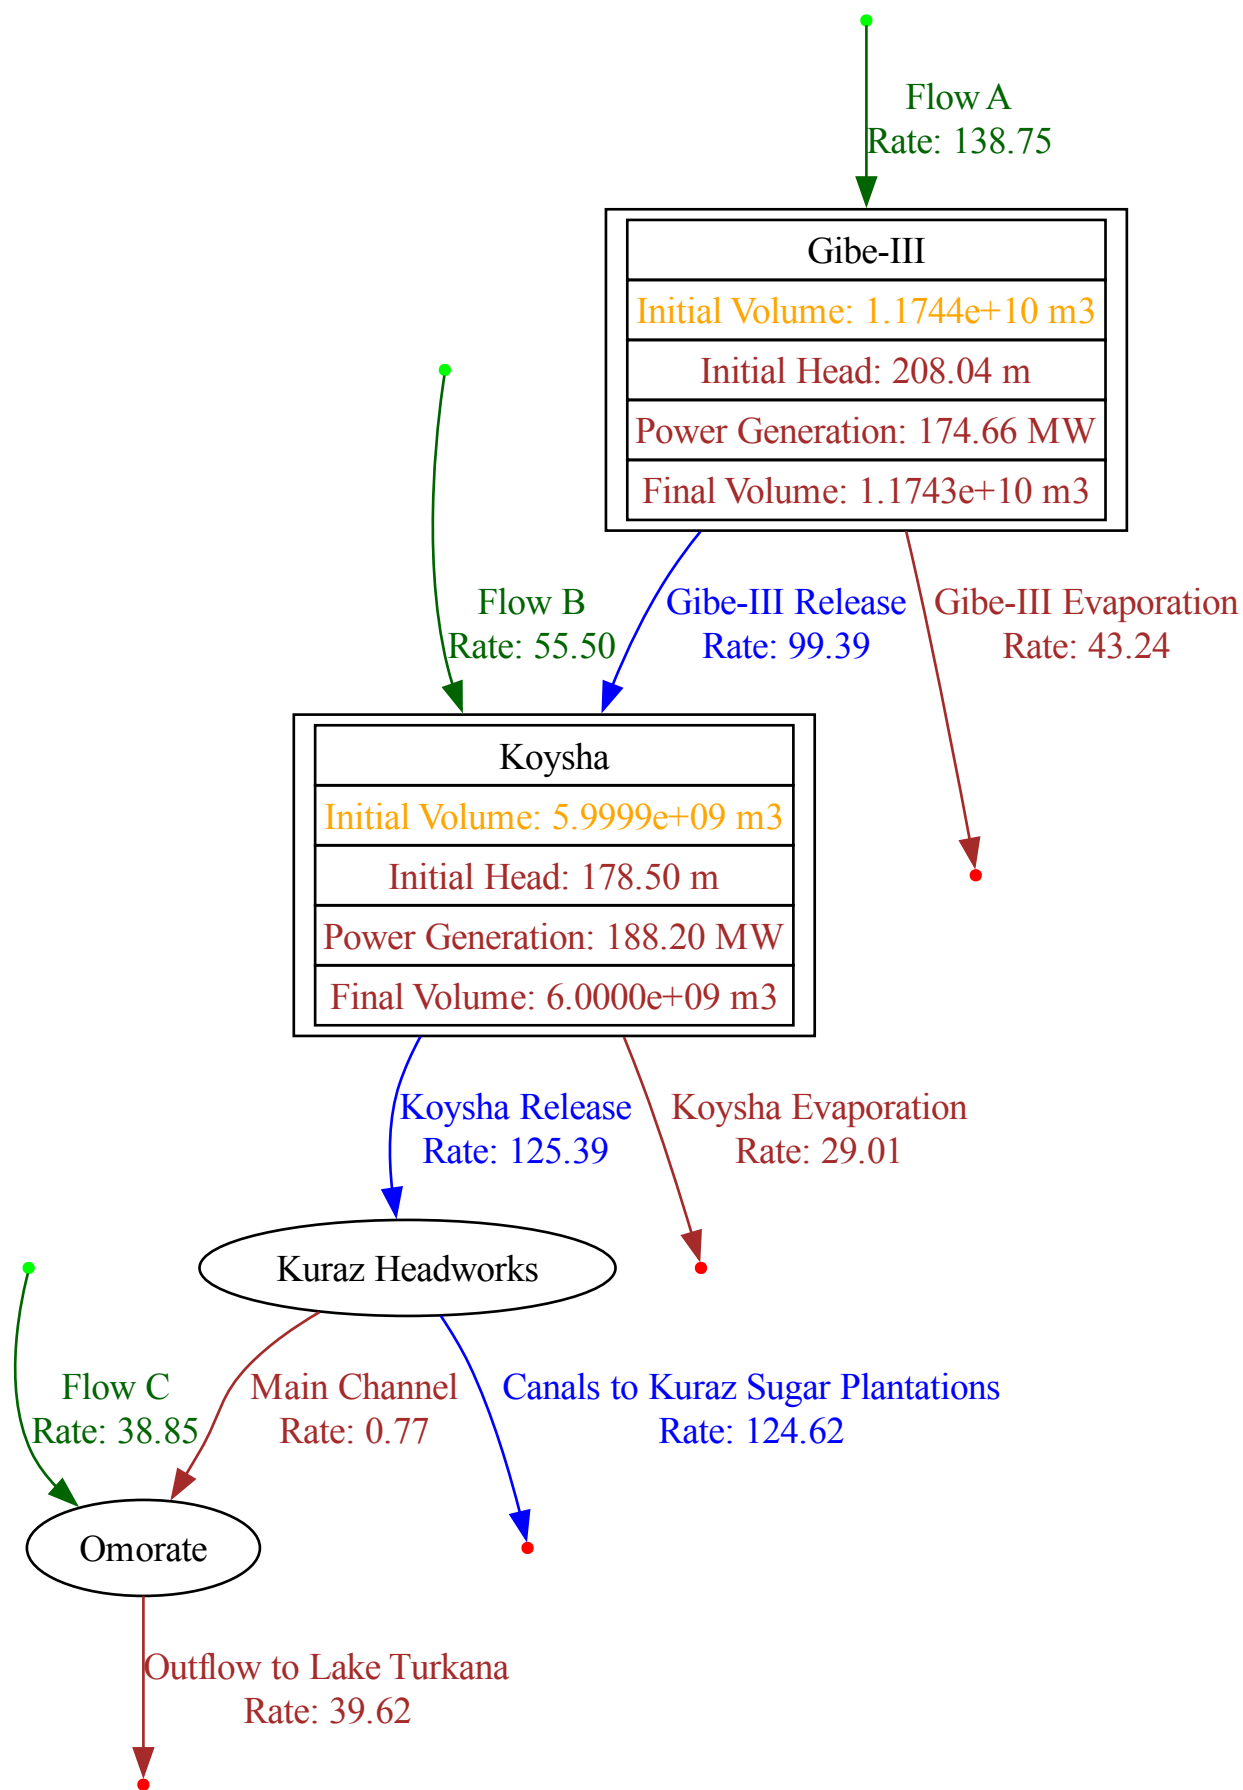 Flow A
Rate: 138.75
Gibe-III
Initial Volume: 1.1744e+10 m3
Initial Head: 208.04 m
Power Generation: 174.66 MW
Final Volume: 1.1743e+10 m3
Flow B
Rate: 55.50
Gibe-III Release
Rate: 99.39
Gibe-III Evaporation
Rate: 43.24
Koysha
Initial Volume: 5.9999e+09 m3
Initial Head: 178.50 m
Power Generation: 188.20 MW
Final Volume: 6.0000e+09 m3
Koysha Release
Rate: 125.39
Koysha Evaporation
Rate: 29.01
Kuraz Headworks
Flow C
Rate: 38.85
Main Channel
Rate: 0.77
Canals to Kuraz Sugar Plantations
Rate: 124.62
Omorate
Outflow to Lake Turkana
Rate: 39.62